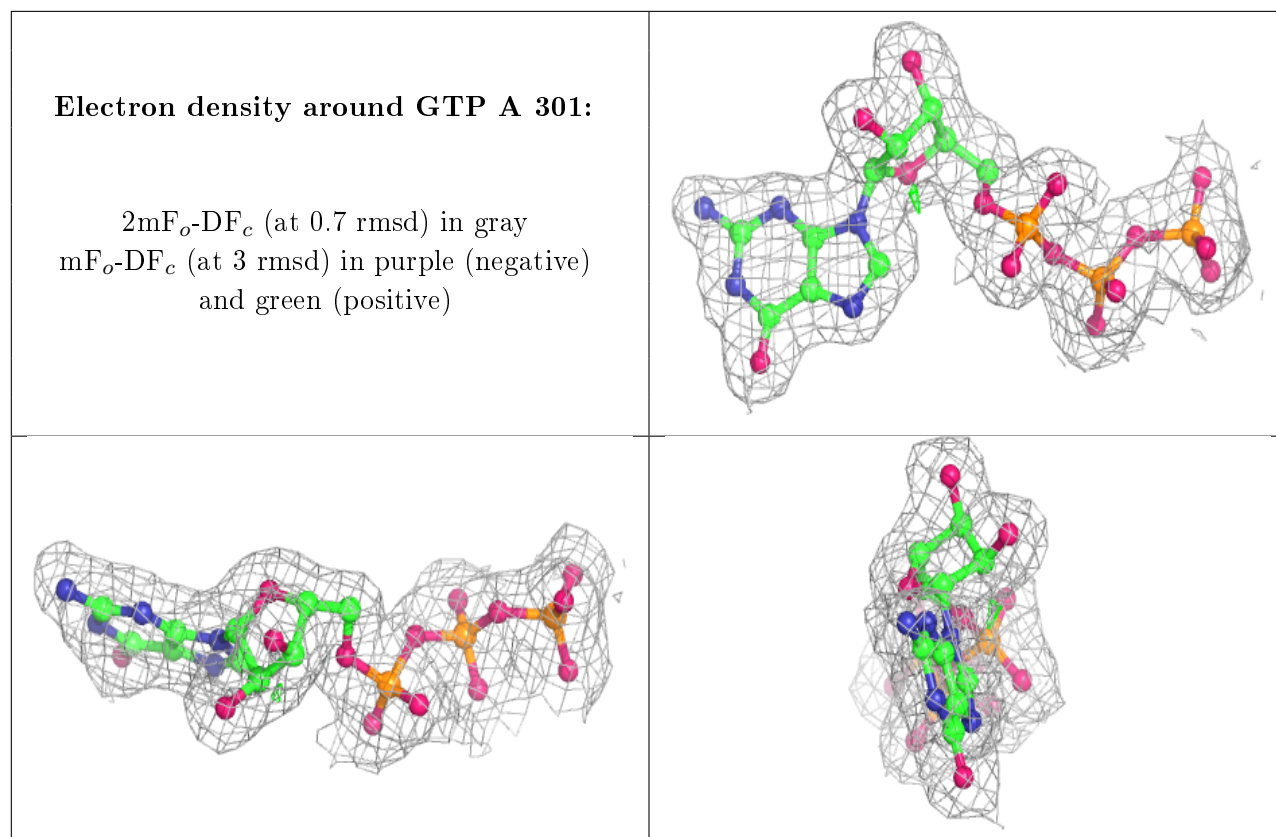 Electron density around GTP A 301:
2mFo-DFc (at 0.7 rmsd) in gray
mFo-DFc (at 3 rmsd) in purple (negative)
and green (positive)